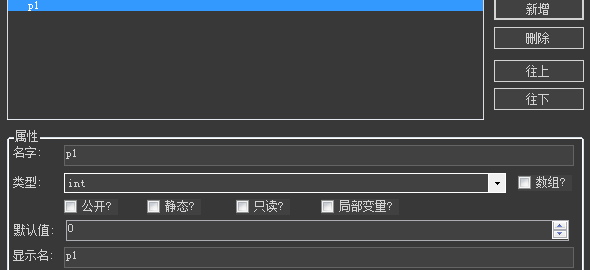 p1
新增
删除
往上
往下
属性
名字: p1
类型: int 数组?
公开? 静态? 只读? 局部变量?
默认值: 0
显示名: p1